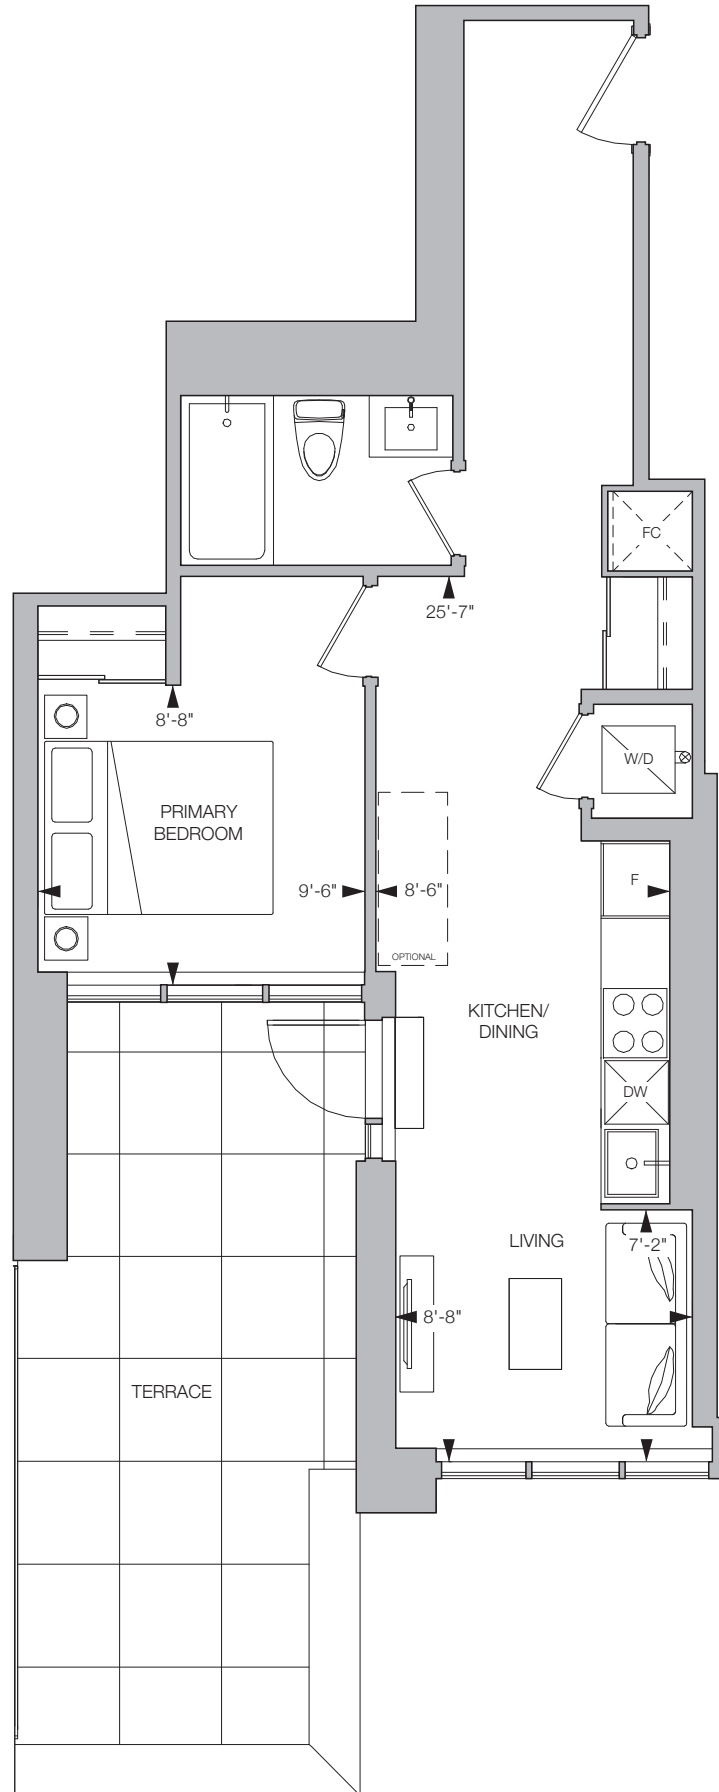 FC
25'-7"
8'-8"
W/D
PRIMARY
BEDROOM
9'-6"
8'-6"
F
OPTIONAL
KITCHEN/
DINING
DW
LIVING
7'-2"
8'-8"
TERRACE